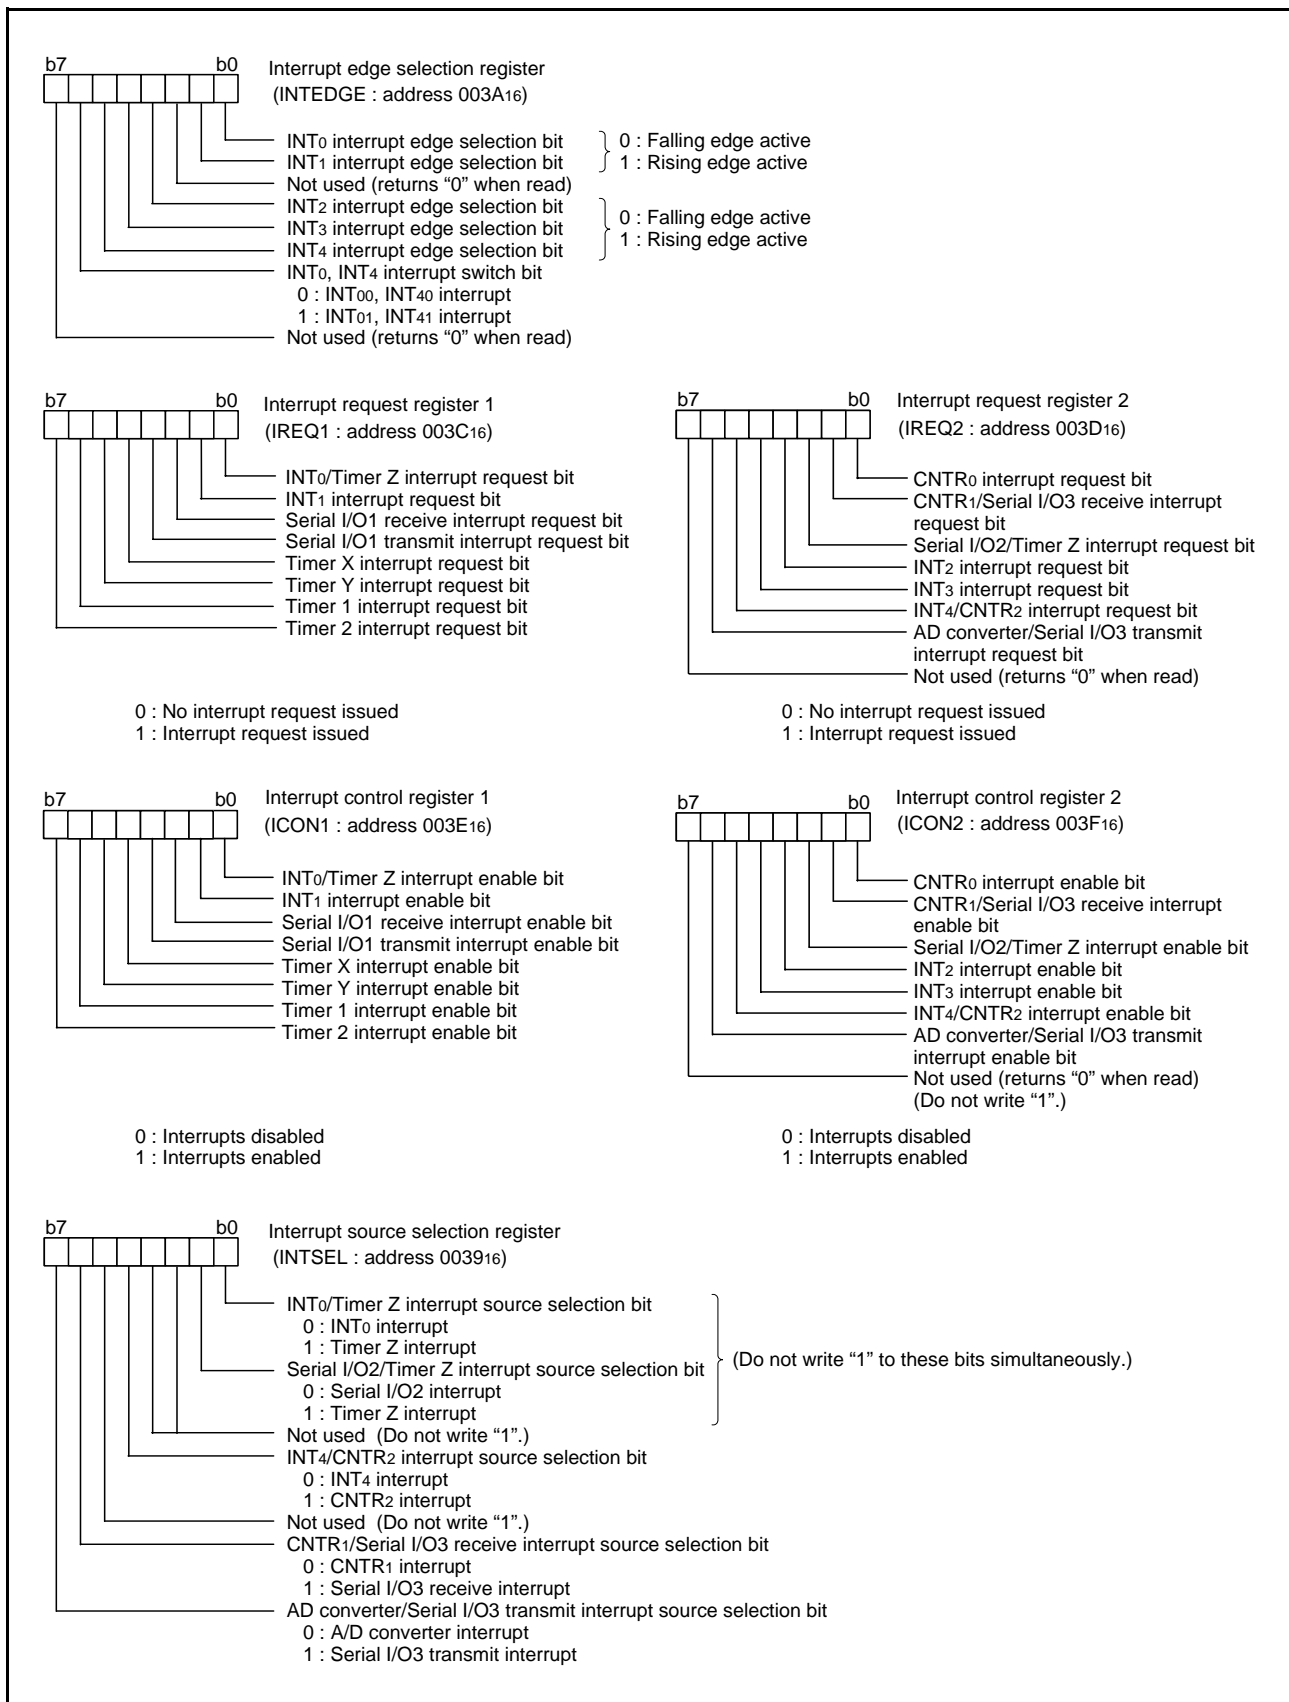 b7 b0 Interrupt edge selection register
(INTEDGE : address 003A16)
INT0 interrupt edge selection bit
INT1 interrupt edge selection bit
0 : Falling edge active
1 : Rising edge active
Not used (returns “0” when read)
INT2 interrupt edge selection bit
INT3 interrupt edge selection bit
INT4 interrupt edge selection bit
0 : Falling edge active
1 : Rising edge active
INT0, INT4 interrupt switch bit
0 : INT00, INT40 interrupt
1 : INT01, INT41 interrupt
Not used (returns “0” when read)
b7 b0 Interrupt request register 1
(IREQ1 : address 003C16)
INT0/Timer Z interrupt request bit
INT1 interrupt request bit
Serial I/O1 receive interrupt request bit
Serial I/O1 transmit interrupt request bit
Timer X interrupt request bit
Timer Y interrupt request bit
Timer 1 interrupt request bit
Timer 2 interrupt request bit
0 : No interrupt request issued
1 : Interrupt request issued
b7 b0 Interrupt request register 2
(IREQ2 : address 003D16)
CNTR0 interrupt request bit
CNTR1/Serial I/O3 receive interrupt
request bit
Serial I/O2/Timer Z interrupt request bit
INT2 interrupt request bit
INT3 interrupt request bit
INT4/CNTR2 interrupt request bit
AD converter/Serial I/O3 transmit
interrupt request bit
Not used (returns “0” when read)
0 : No interrupt request issued
1 : Interrupt request issued
b7 b0 Interrupt control register 1
(ICON1 : address 003E16)
INT0/Timer Z interrupt enable bit
INT1 interrupt enable bit
Serial I/O1 receive interrupt enable bit
Serial I/O1 transmit interrupt enable bit
Timer X interrupt enable bit
Timer Y interrupt enable bit
Timer 1 interrupt enable bit
Timer 2 interrupt enable bit
0 : Interrupts disabled
1 : Interrupts enabled
b7 b0 Interrupt control register 2
(ICON2 : address 003F16)
CNTR0 interrupt enable bit
CNTR1/Serial I/O3 receive interrupt
enable bit
Serial I/O2/Timer Z interrupt enable bit
INT2 interrupt enable bit
INT3 interrupt enable bit
INT4/CNTR2 interrupt enable bit
AD converter/Serial I/O3 transmit
interrupt enable bit
Not used (returns “0” when read)
(Do not write “1”.)
0 : Interrupts disabled
1 : Interrupts enabled
b7 b0 Interrupt source selection register
(INTSEL : address 003916)
INT0/Timer Z interrupt source selection bit
0 : INT0 interrupt
1 : Timer Z interrupt
Serial I/O2/Timer Z interrupt source selection bit
(Do not write “1” to these bits simultaneously.)
0 : Serial I/O2 interrupt
1 : Timer Z interrupt
Not used (Do not write “1”.)
INT4/CNTR2 interrupt source selection bit
0 : INT4 interrupt
1 : CNTR2 interrupt
Not used (Do not write “1”.)
CNTR1/Serial I/O3 receive interrupt source selection bit
0 : CNTR1 interrupt
1 : Serial I/O3 receive interrupt
AD converter/Serial I/O3 transmit interrupt source selection bit
0 : A/D converter interrupt
1 : Serial I/O3 transmit interrupt